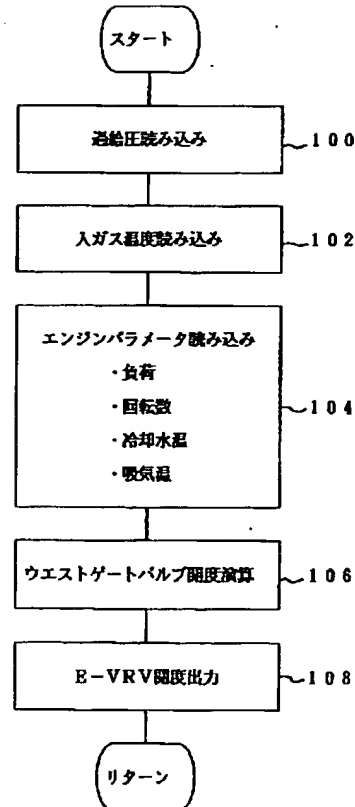 スタート
過給圧読み込み
100
入ガス温度読み込み
102
エンジンパラメータ読み込み
・負荷
・回転数
・冷却水温
・吸気温
104
ウエストゲートバルブ開度演算
106
E-VRV開度出力
108
リターン